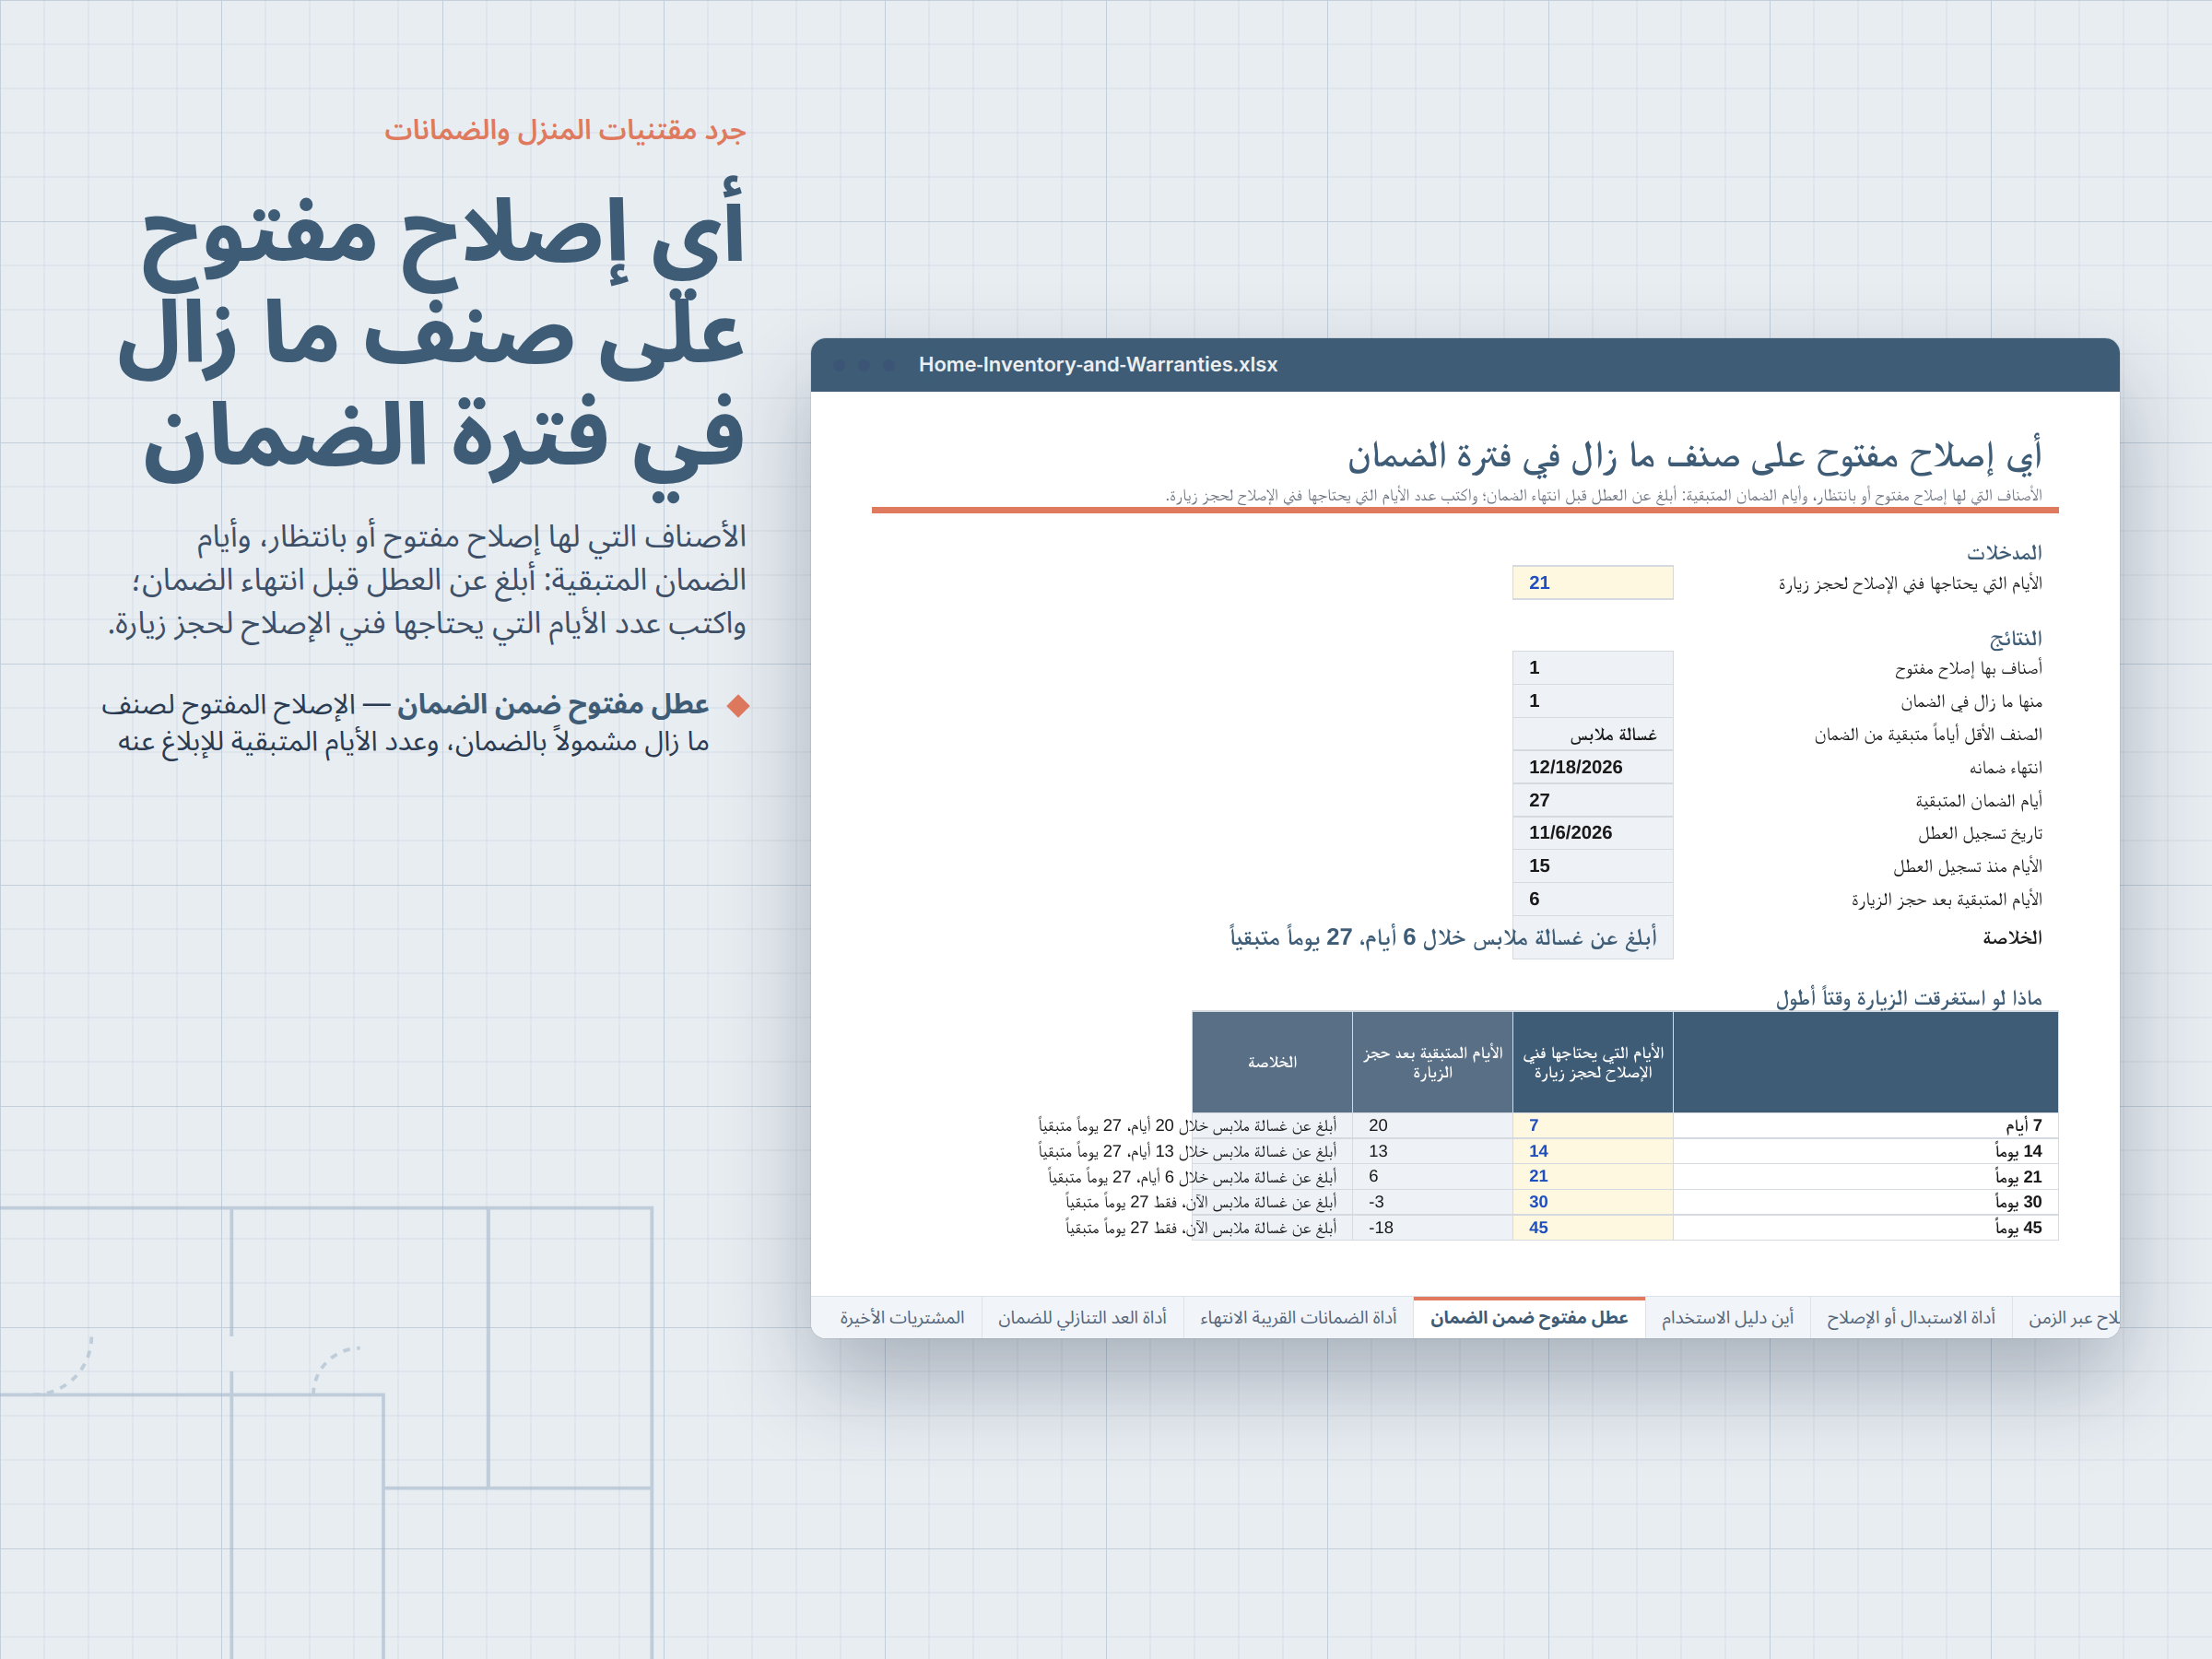 جرد مقتنيات المنزل والضمانات
أي إصلاح مفتوح
على صنف ما زال
في فترة الضمان
الأصناف التي لها إصلاح مفتوح أو بانتظار، وأيام
الضمان المتبقية: أبلغ عن العطل قبل انتهاء الضمان؛
واكتب عدد الأيام التي يحتاجها فني الإصلاح لحجز زيارة.
عطل مفتوح ضمن الضمان — الإصلاح المفتوح لصنف
ما زال مشمولاً بالضمان، وعدد الأيام المتبقية للإبلاغ عنه
Home-Inventory-and-Warranties.xlsx
أي إصلاح مفتوح على صنف ما زال في فترة الضمان
الأصناف التي لها إصلاح مفتوح أو بانتظار، وأيام الضمان المتبقية: أبلغ عن العطل قبل انتهاء الضمان؛ واكتب عدد الأيام التي يحتاجها فني الإصلاح لحجز زيارة.
المدخلات
الأيام التي يحتاجها فني الإصلاح لحجز زيارة 21
النتائج
أصناف بها إصلاح مفتوح 1
منها ما زال في الضمان 1
الصنف الأقل أياماً متبقية من الضمان غسالة ملابس
انتهاء ضمانه 12/18/2026
أيام الضمان المتبقية 27
تاريخ تسجيل العطل 11/6/2026
الأيام منذ تسجيل العطل 15
الأيام المتبقية بعد حجز الزيارة 6
الخلاصة أبلغ عن غسالة ملابس خلال 6 أيام، 27 يوماً متبقياً
ماذا لو استغرقت الزيارة وقتاً أطول
الأيام التي يحتاجها فني الإصلاح لحجز زيارة الأيام المتبقية بعد حجز الزيارة الخلاصة
7 أيام 7 20 أبلغ عن غسالة ملابس خلال 20 أيام، 27 يوماً متبقياً
14 يوماً 14 13 أبلغ عن غسالة ملابس خلال 13 أيام، 27 يوماً متبقياً
21 يوماً 21 6 أبلغ عن غسالة ملابس خلال 6 أيام، 27 يوماً متبقياً
30 يوماً 30 -3 أبلغ عن غسالة ملابس الآن، فقط 27 يوماً متبقياً
45 يوماً 45 -18 أبلغ عن غسالة ملابس الآن، فقط 27 يوماً متبقياً
عبر الزمن أداة الاستبدال أو الإصلاح أين دليل الاستخدام عطل مفتوح ضمن الضمان أداة الضمانات القريبة الانتهاء أداة العد التنازلي للضمان المشتريات الأخيرة